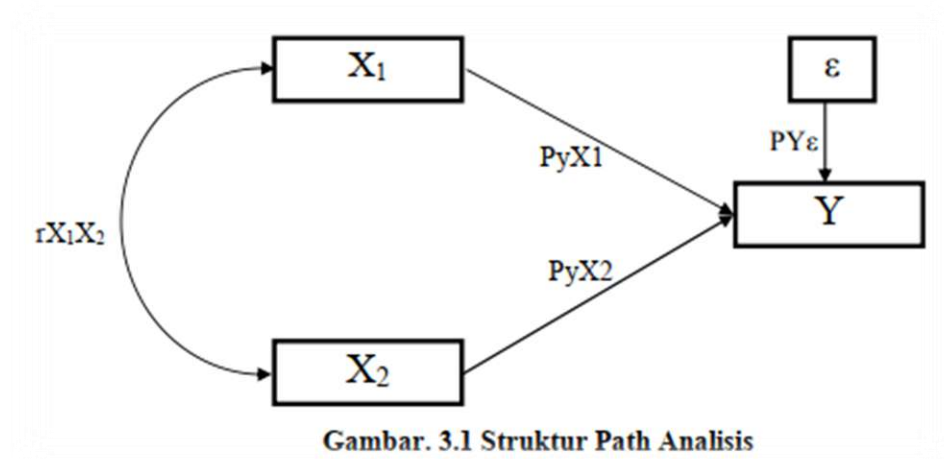 X₁
ε
PYε
PyX1
Y
rX₁X₂
PyX2
X₂
Gambar. 3.1 Struktur Path Analisis